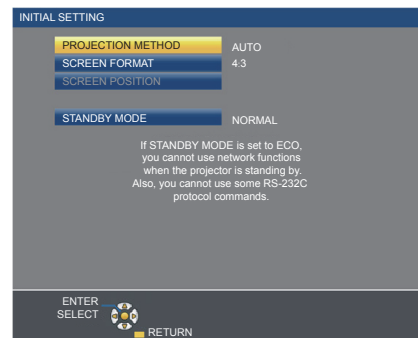 INITIAL SETTING
PROJECTION METHOD AUTO
SCREEN FORMAT 4:3
SCREEN POSITION
STANDBY MODE NORMAL
If STANDBY MODE is set to ECO,
you cannot use network functions
when the projector is standing by.
Also, you cannot use some RS-232C
protocol commands.
ENTER
SELECT
RETURN